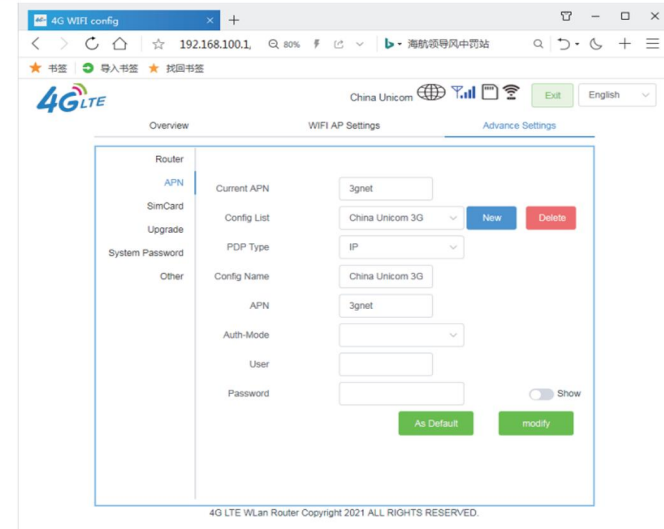 4G WIFI config
192.168.100.1, 80% 海航领导风中罚站
书签 导入书签 找回书签
4G LTE
China Unicom Exit English
Overview WIFI AP Settings Advance Settings
Router
APN
SimCard
Upgrade
System Password
Other
Current APN 3gnet
Config List China Unicom 3G New Delete
PDP Type IP
Config Name China Unicom 3G
APN 3gnet
Auth-Mode
User
Password Show
As Default modify
4G LTE WLan Router Copyright 2021 ALL RIGHTS RESERVED.